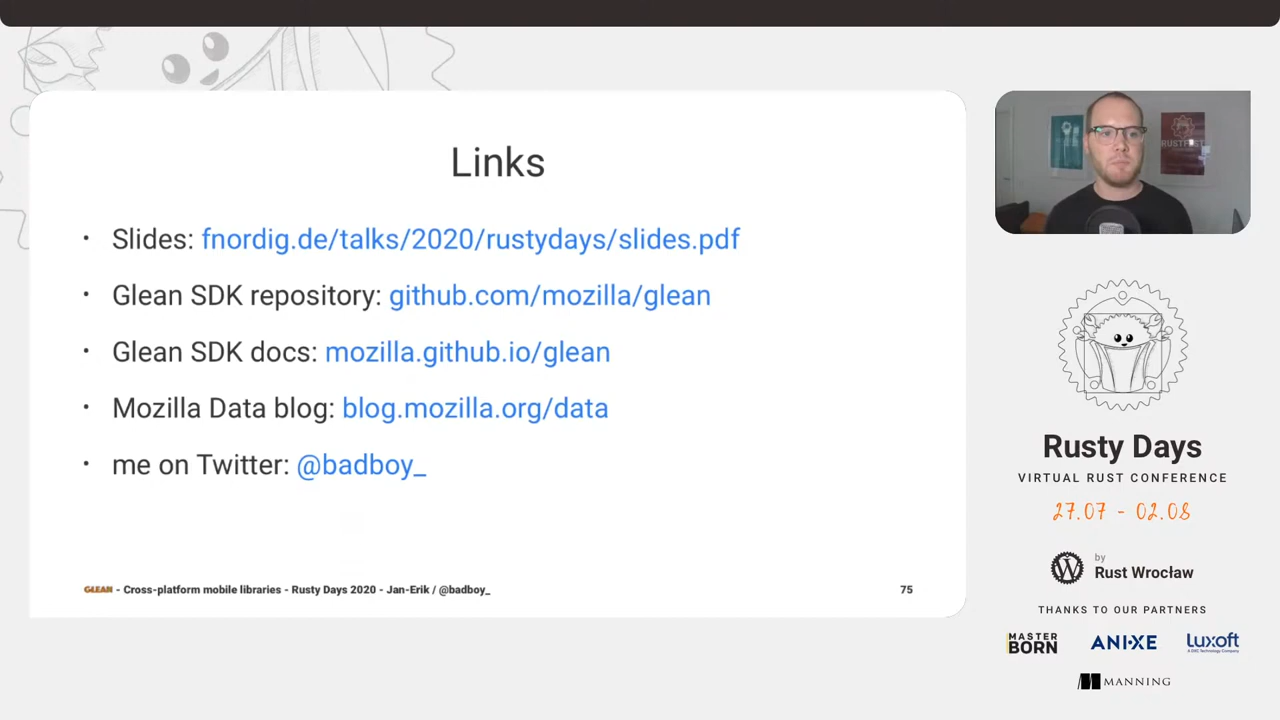 Links
• Slides: fnordig.de/talks/2020/rustydays/slides.pdf
• Glean SDK repository: github.com/mozilla/glean
• Glean SDK docs: mozilla.github.io/glean
• Mozilla Data blog: blog.mozilla.org/data
• me on Twitter: @badboy_
GLEAN - Cross-platform mobile libraries - Rusty Days 2020 - Jan-Erik / @badboy_
75
RUSTFEST
Rusty Days
VIRTUAL RUST CONFERENCE
27.07 - 02.08
by
Rust Wrocław
THANKS TO OUR PARTNERS
MASTER
BORN
ANIXE
Luxoft
A DXC Technology Company
MANNING